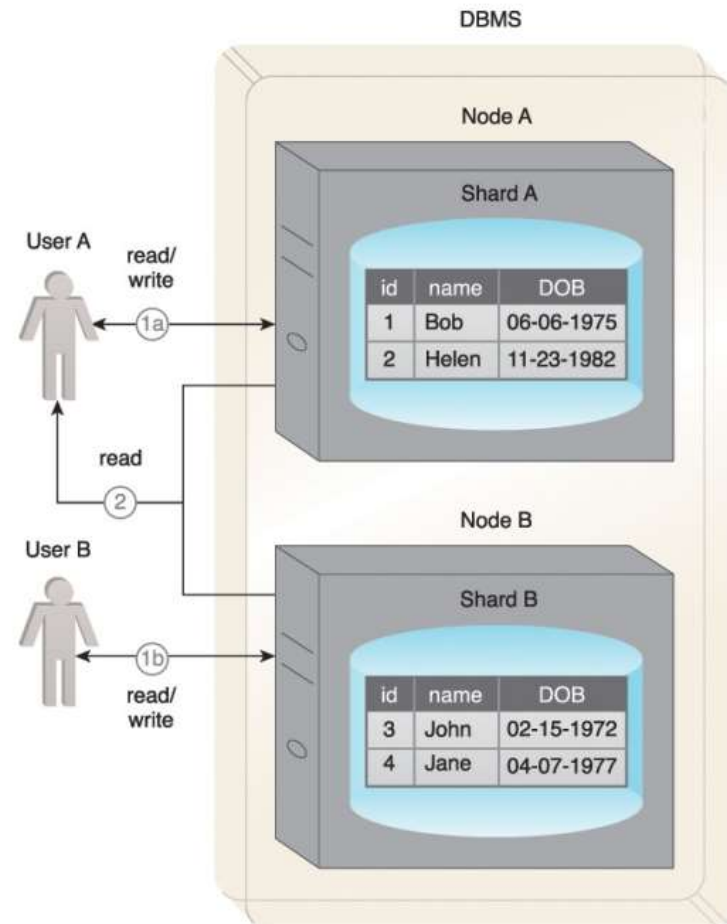 DBMS
Node A
Shard A
id name DOB
1 Bob 06-06-1975
2 Helen 11-23-1982
User A
read/
write
1a
read
2
Node B
Shard B
id name DOB
3 John 02-15-1972
4 Jane 04-07-1977
User B
1b
read/
write